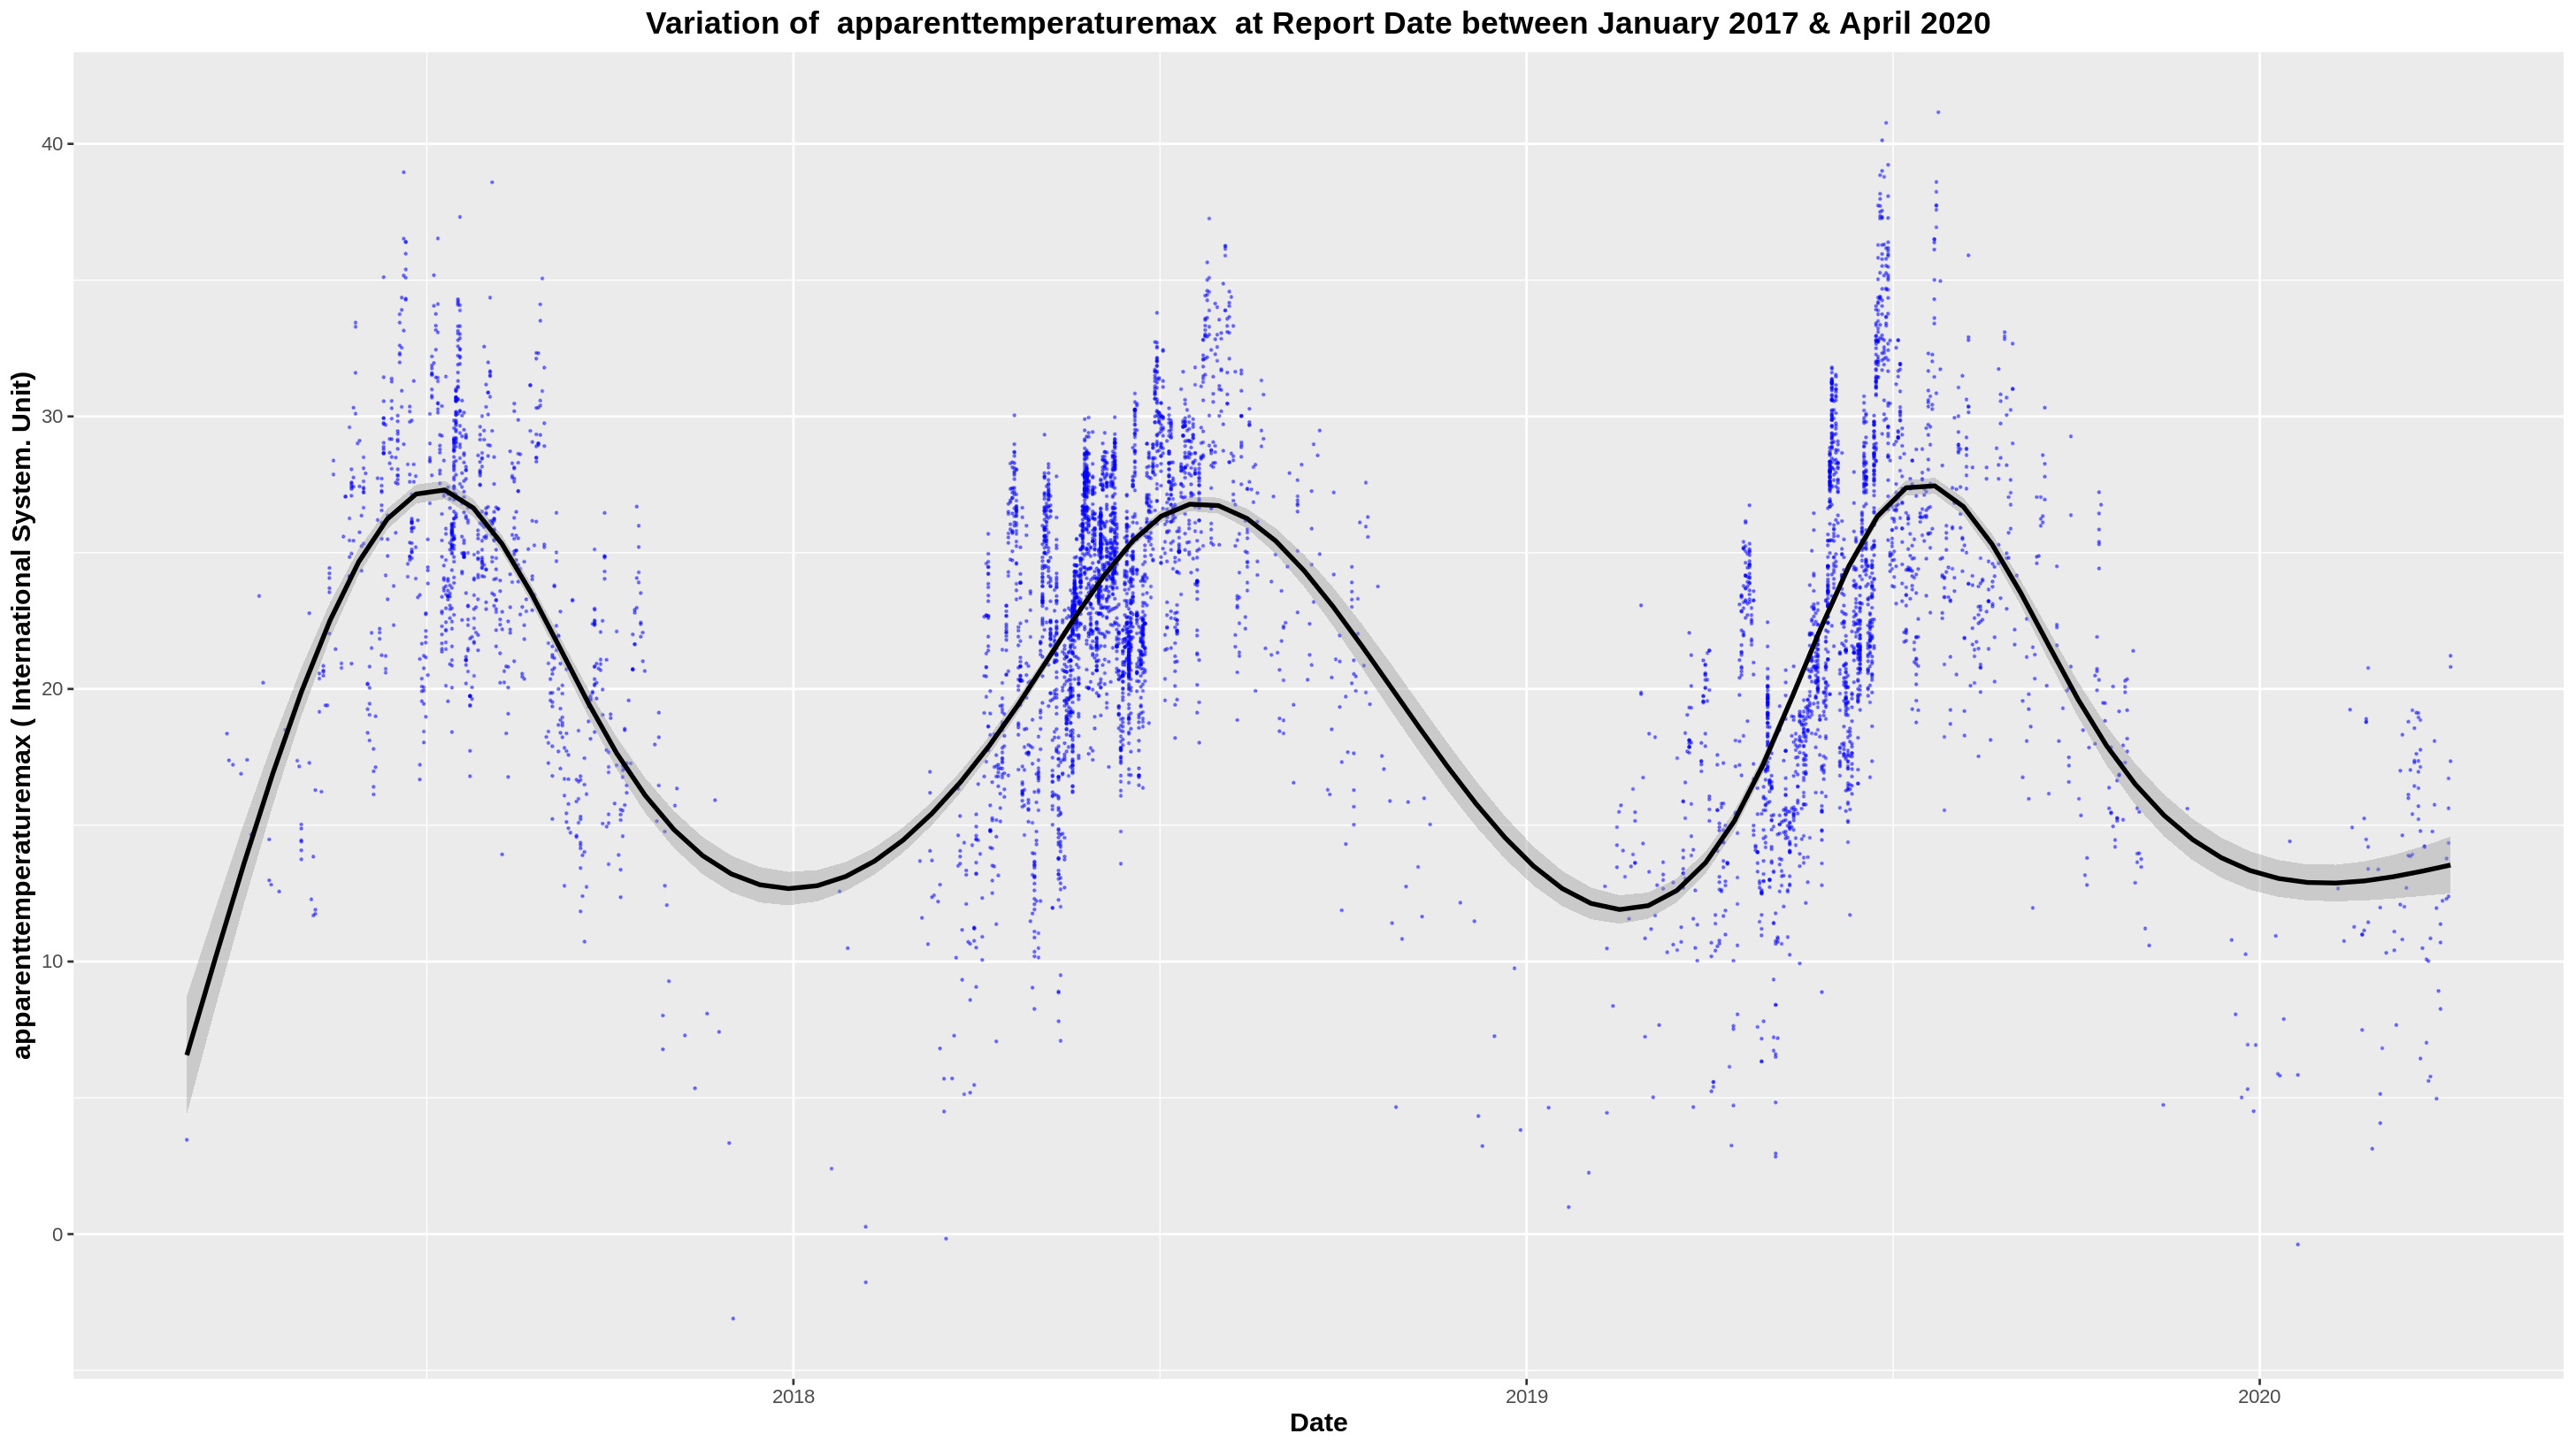 Variation of  apparenttemperaturemax  at Report Date between January 2017 & April 2020
apparenttemperaturemax ( International System. Unit)
40
30
20
10
0
2018
2019
2020
Date